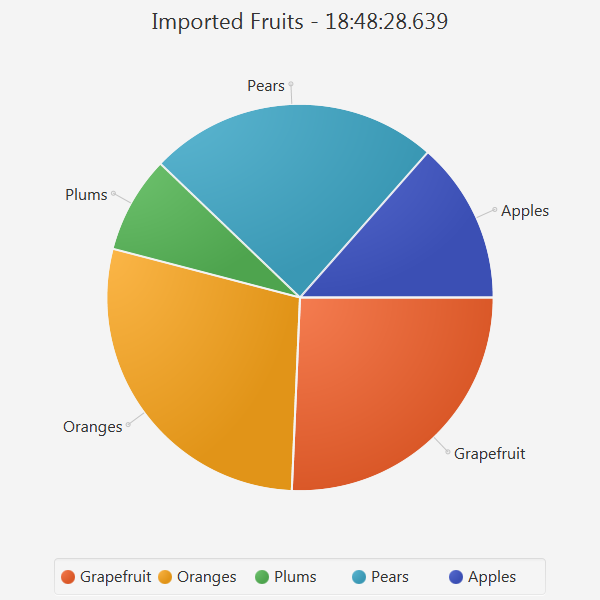 Imported Fruits - 18:48:28.639
Pears
Plums
Apples
Oranges
Grapefruit
Grapefruit Oranges Plums Pears Apples